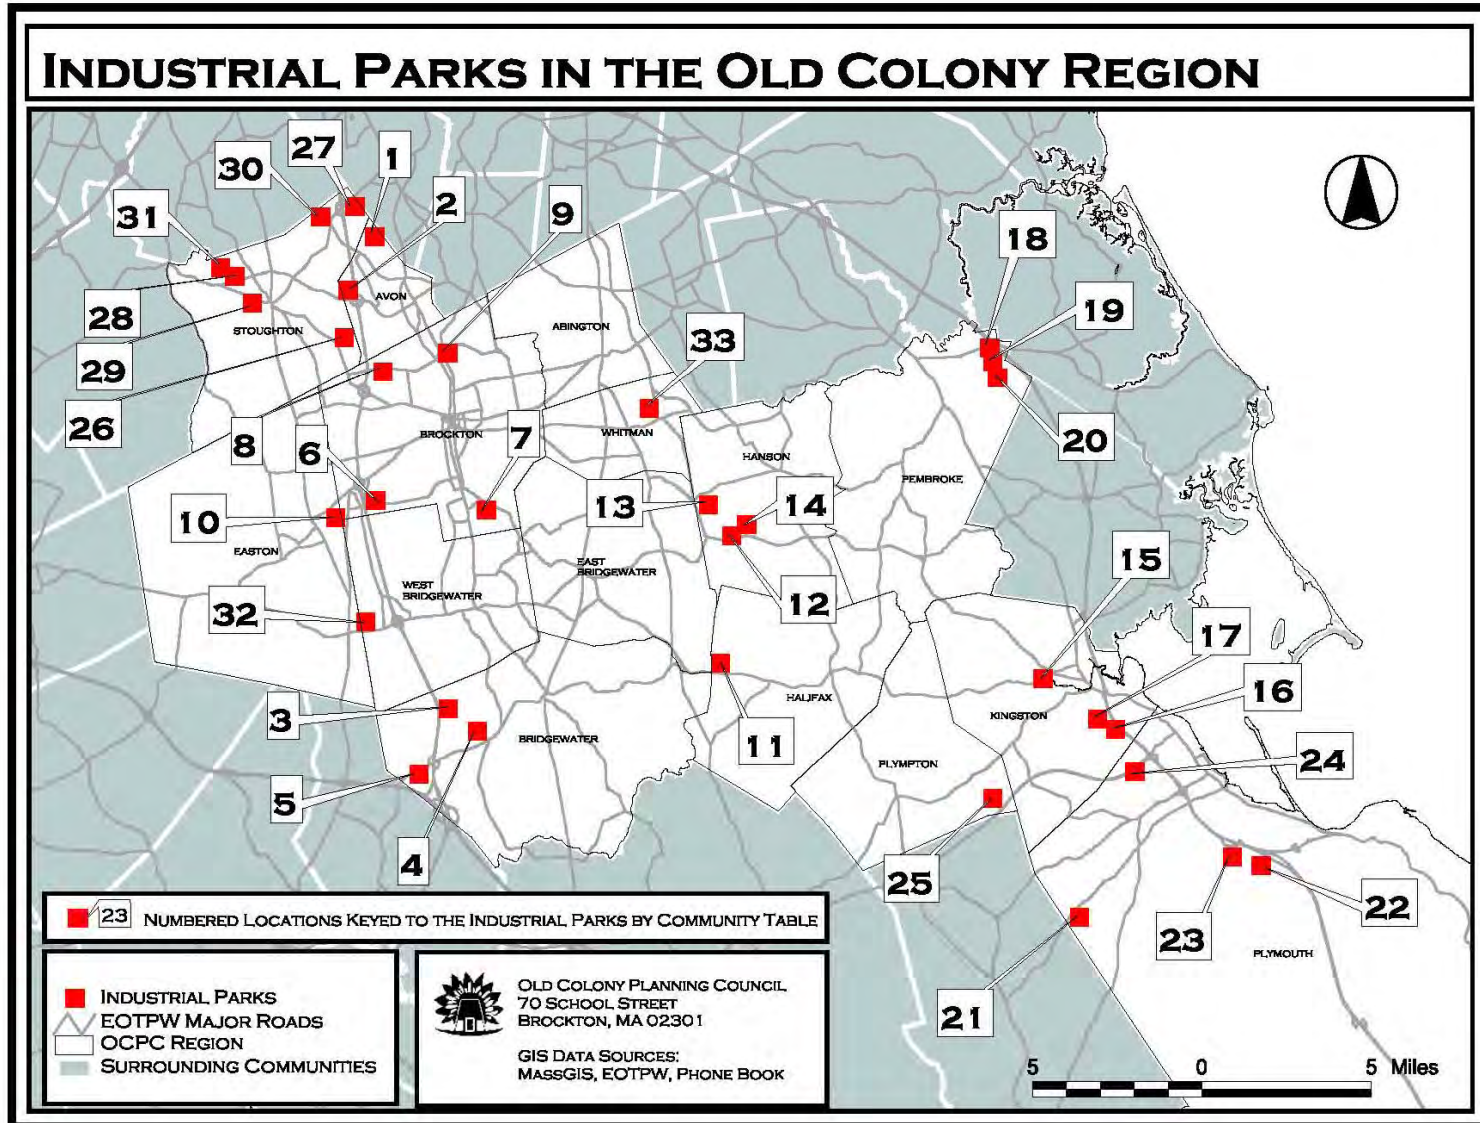 INDUSTRIAL PARKS IN THE OLD COLONY REGION
27
1
30
2
9
31
18
19
28
AVON
STOUGHTON
ABINGTON
33
29
26
8
6
BROCKTON
7
WHITMAN
20
HANSON
PEMBROKE
13
14
10
EASTON
EAST
BRIDGEWATER
15
WEST
BRIDGEWATER
12
32
17
16
3
HALIFAX
KINGSTON
BRIDGEWATER
11
24
PLYMPTON
5
4
25
22
23
PLYMOUTH
21
23 NUMBERED LOCATIONS KEYED TO THE INDUSTRIAL PARKS BY COMMUNITY TABLE
INDUSTRIAL PARKS
EOTPW MAJOR ROADS
OCPC REGION
SURROUNDING COMMUNITIES
OLD COLONY PLANNING COUNCIL
70 SCHOOL STREET
BROCKTON, MA 02301
GIS DATA SOURCES:
MASSGIS, EOTPW, PHONE BOOK
5 0 5 Miles